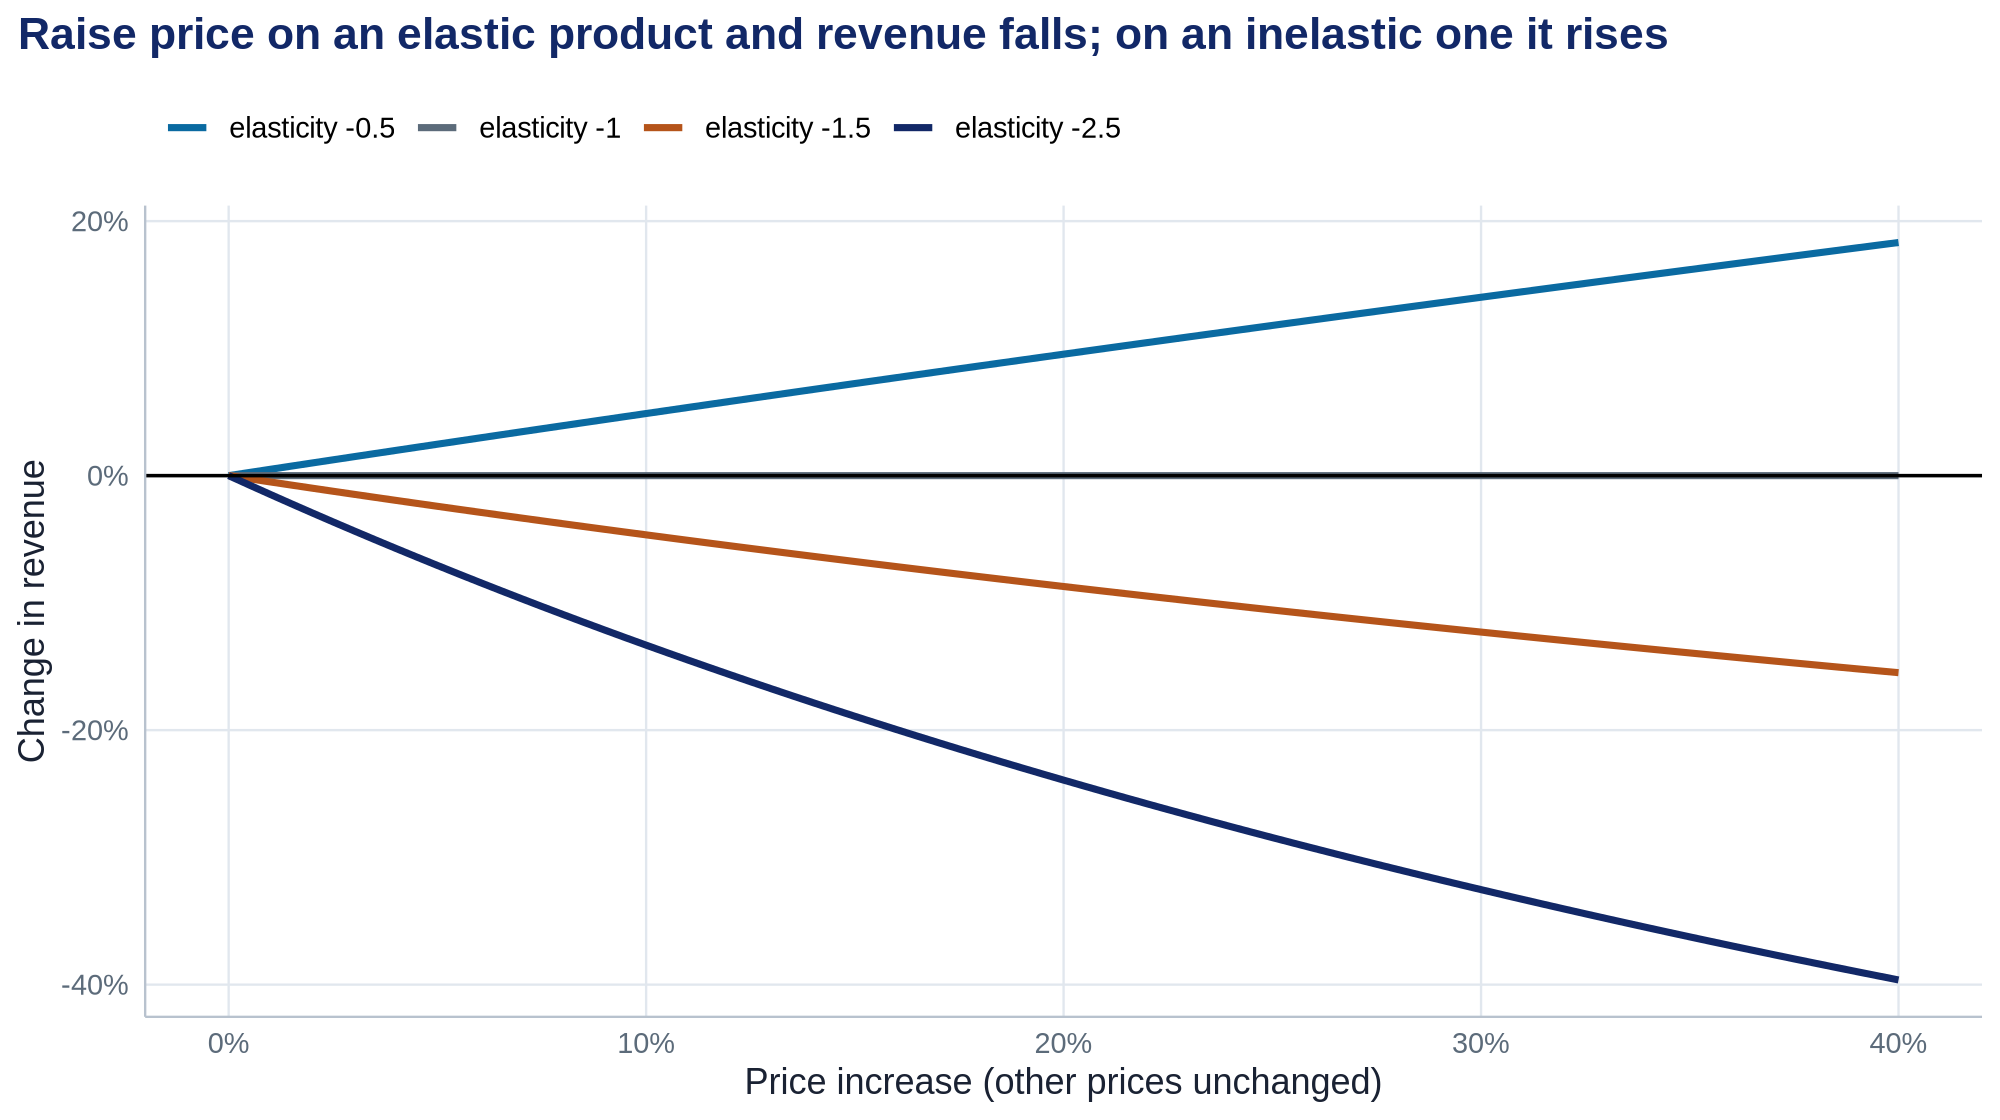 Raise price on an elastic product and revenue falls; on an inelastic one it rises
elasticity -0.5 elasticity -1 elasticity -1.5 elasticity -2.5
20%
0%
-20%
-40%
Change in revenue
0% 10% 20% 30% 40%
Price increase (other prices unchanged)